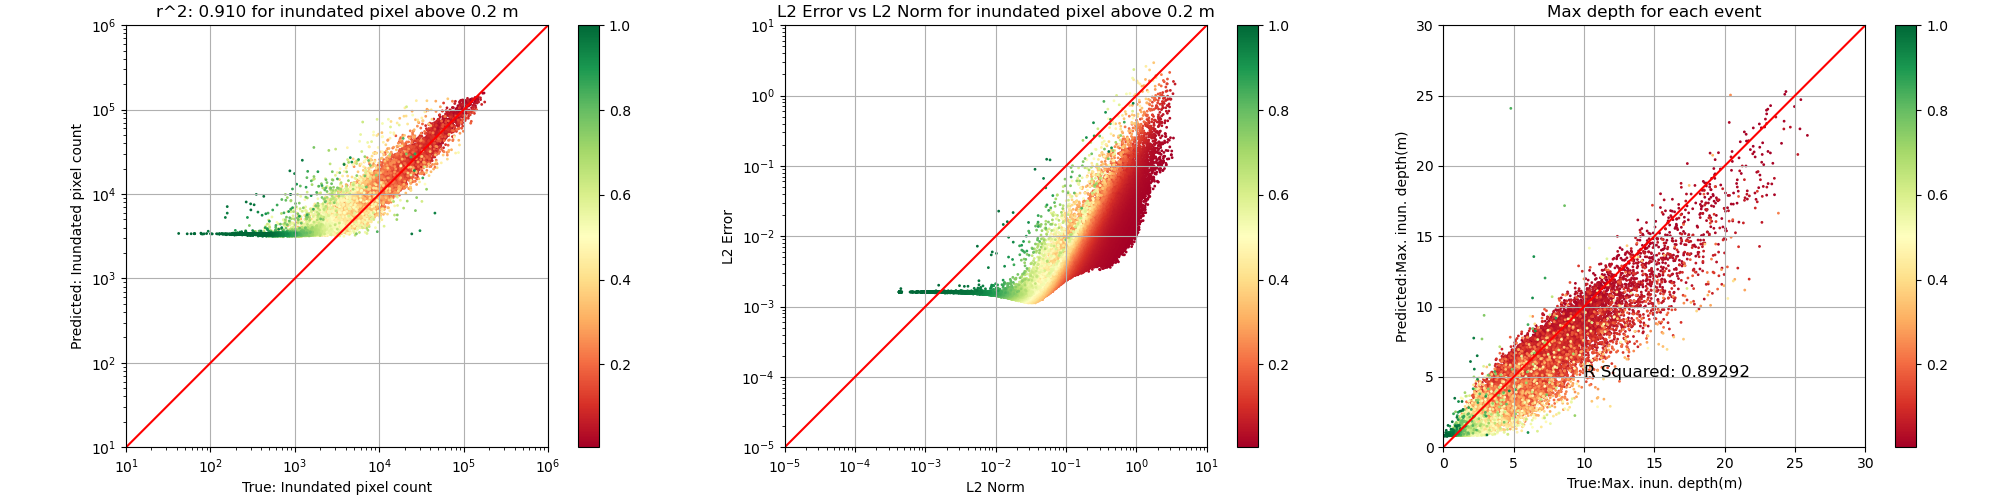 r^2: 0.910 for inundated pixel above 0.2 m
10^6
10^5
10^4
10^3
10^2
10^1
Predicted: Inundated pixel count
10^1 10^2 10^3 10^4 10^5 10^6
True: Inundated pixel count
1.0
0.8
0.6
0.4
0.2
L2 Error vs L2 Norm for inundated pixel above 0.2 m
10^1
10^0
10^-1
10^-2
10^-3
10^-4
10^-5
L2 Error
10^-5 10^-4 10^-3 10^-2 10^-1 10^0 10^1
L2 Norm
1.0
0.8
0.6
0.4
0.2
Max depth for each event
30
25
20
15
10
5
0
Predicted:Max. inun. depth(m)
R Squared: 0.89292
0 5 10 15 20 25 30
True:Max. inun. depth(m)
1.0
0.8
0.6
0.4
0.2